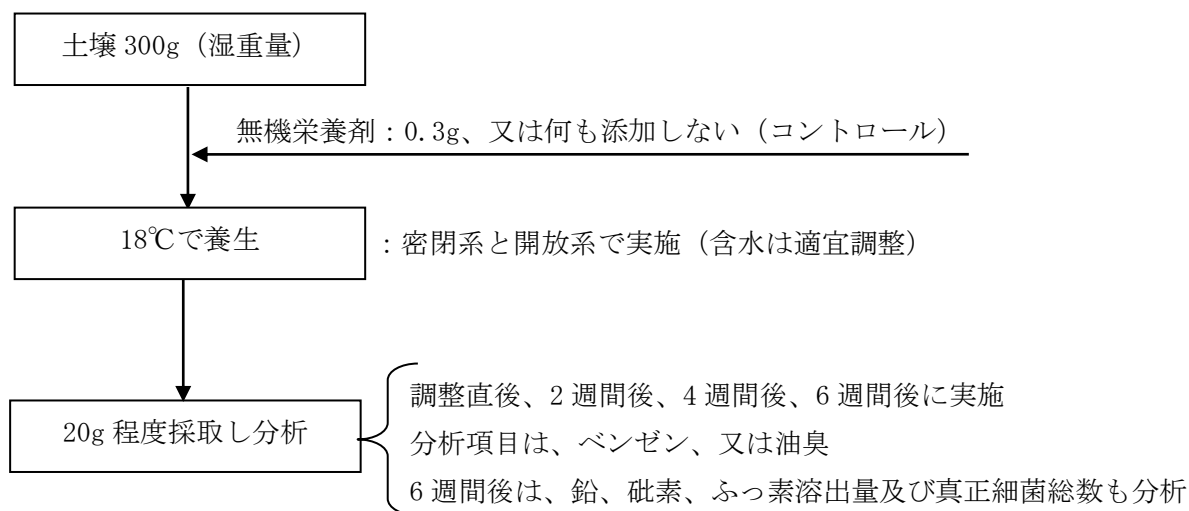 土壌 300g（湿重量）
無機栄養剤：0.3g、又は何も添加しない（コントロール）
18℃で養生
：密閉系と開放系で実施（含水は適宜調整）
20g 程度採取し分析
調整直後、2 週間後、4 週間後、6 週間後に実施
分析項目は、ベンゼン、又は油臭
6 週間後は、鉛、砒素、ふっ素溶出量及び真正細菌総数も分析